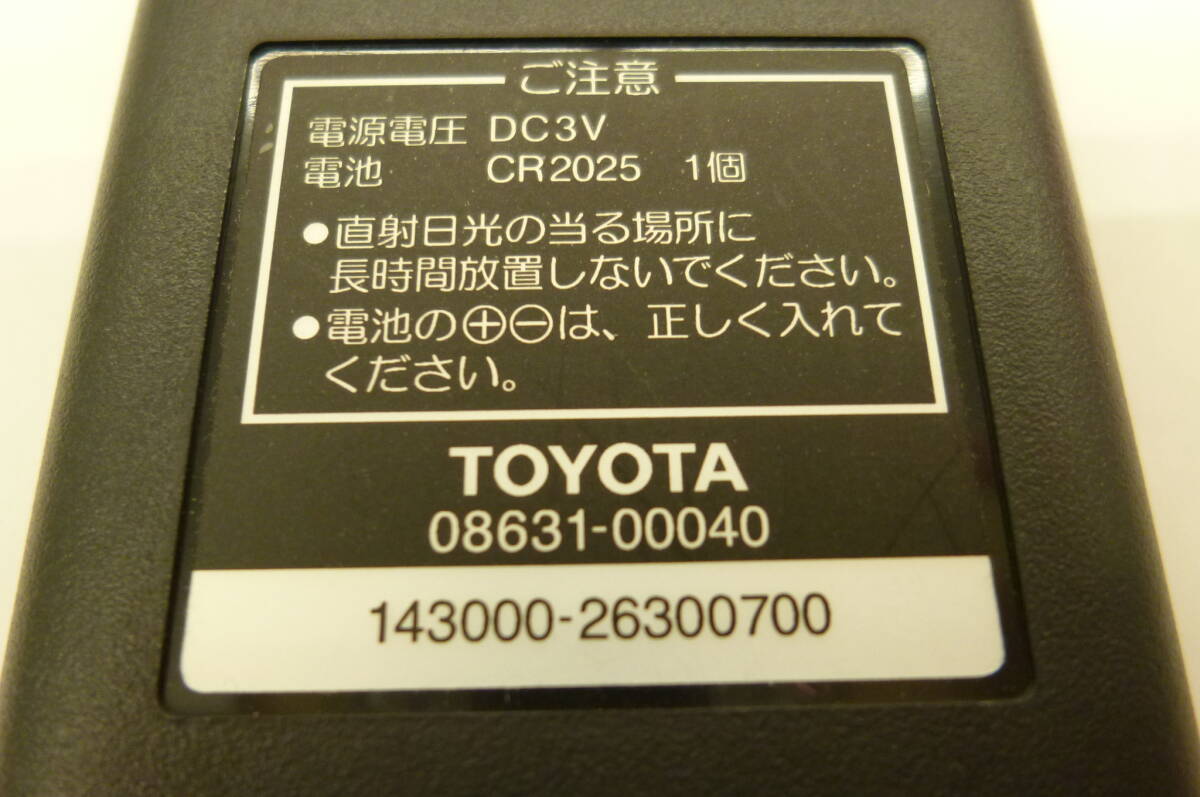 ご注意
電源電圧 DC3V
電池 CR2025 1個
●直射日光の当る場所に
長時間放置しないでください。
●電池の⊕⊖は、正しく入れて
ください。
TOYOTA
08631-00040
143000-26300700